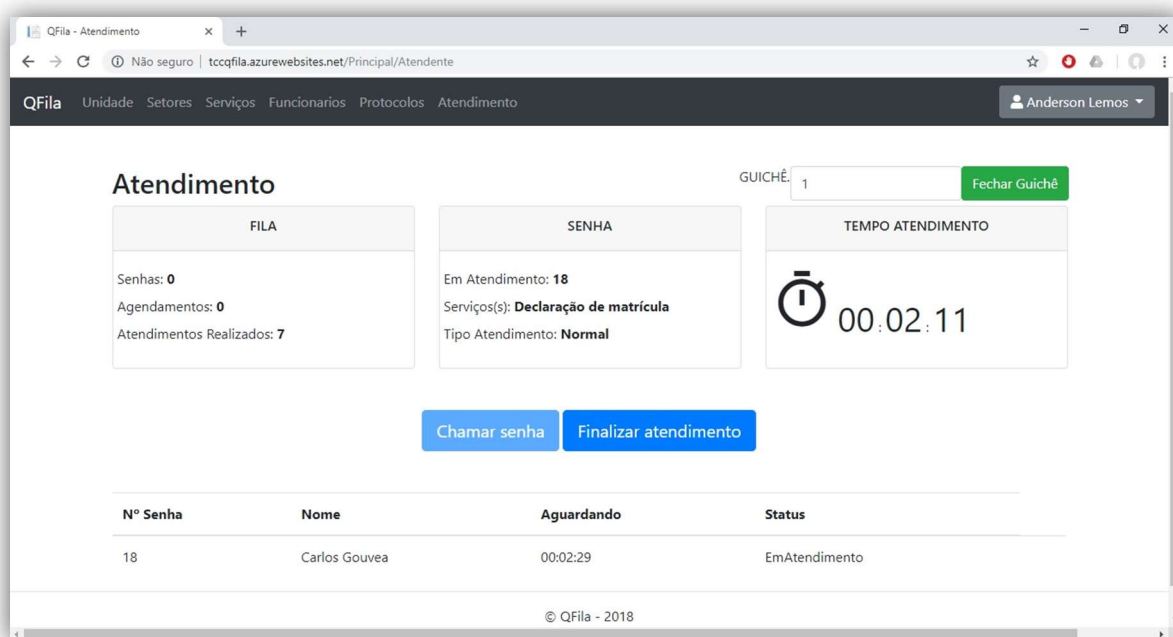 QFila - Atendimento
Não seguro | tccqfila.azurewebsites.net/Principal/Atendente
QFila Unidade Setores Serviços Funcionarios Protocolos Atendimento Anderson Lemos
Atendimento
GUICHÊ. 1 Fechar Guichê
FILA
Senhas: 0
Agendamentos: 0
Atendimentos Realizados: 7
SENHA
Em Atendimento: 18
Serviços(s): Declaração de matrícula
Tipo Atendimento: Normal
TEMPO ATENDIMENTO
00:02:11
Chamar senha Finalizar atendimento
Nº Senha Nome Aguardando Status
18 Carlos Gouvea 00:02:29 EmAtendimento
© QFila - 2018